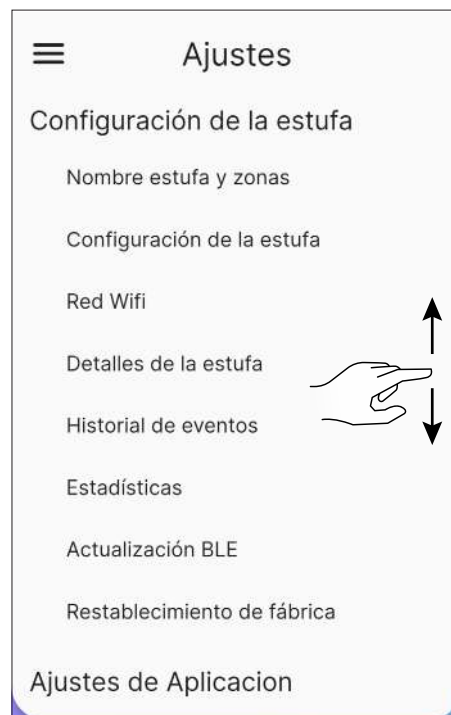 Ajustes
Configuración de la estufa
Nombre estufa y zonas
Configuración de la estufa
Red Wifi
Detalles de la estufa
Historial de eventos
Estadísticas
Actualización BLE
Restablecimiento de fábrica
Ajustes de Aplicacion